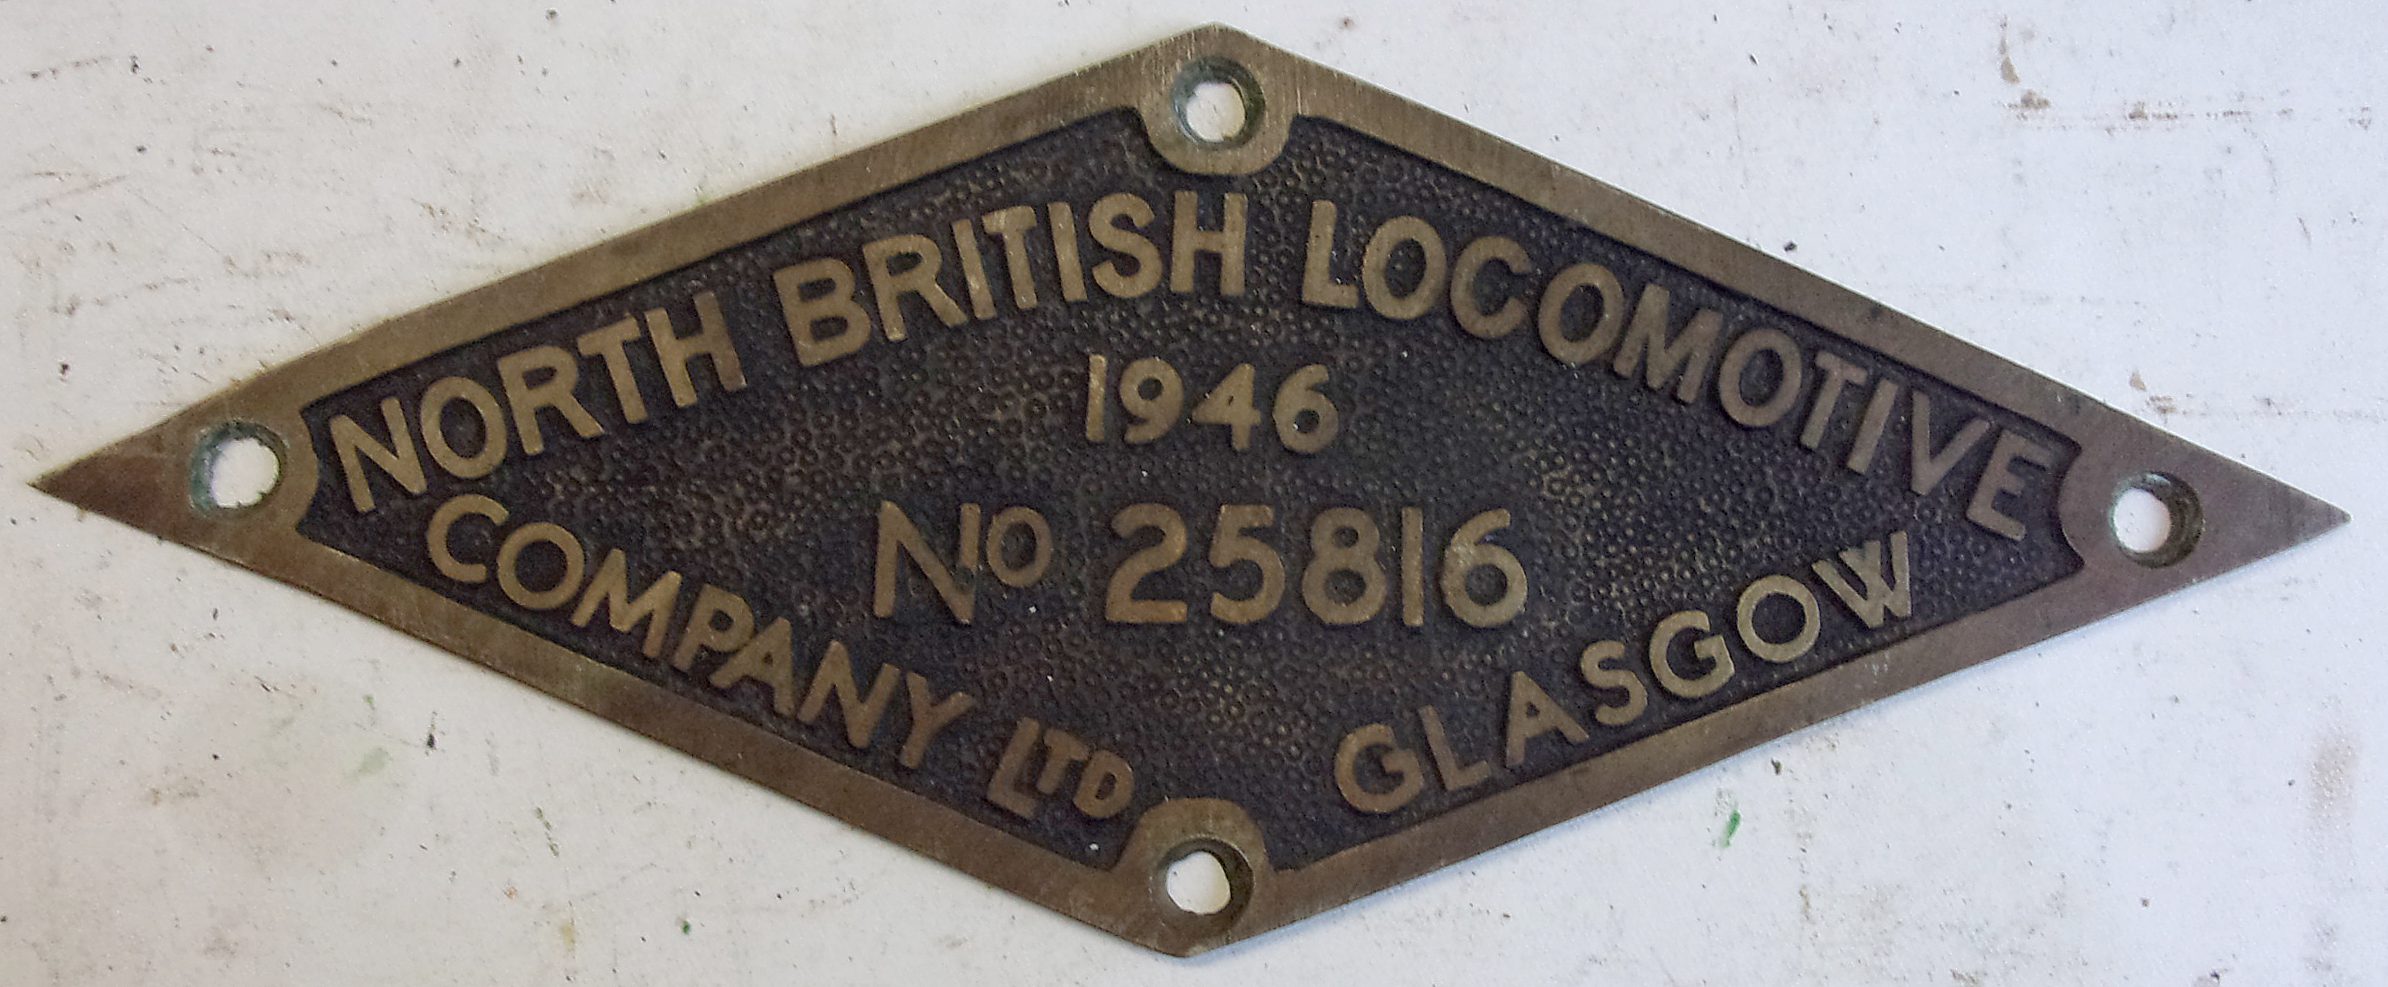 NORTH BRITISH LOCOMOTIVE
1946
No 25816
COMPANY LTD GLASGOW